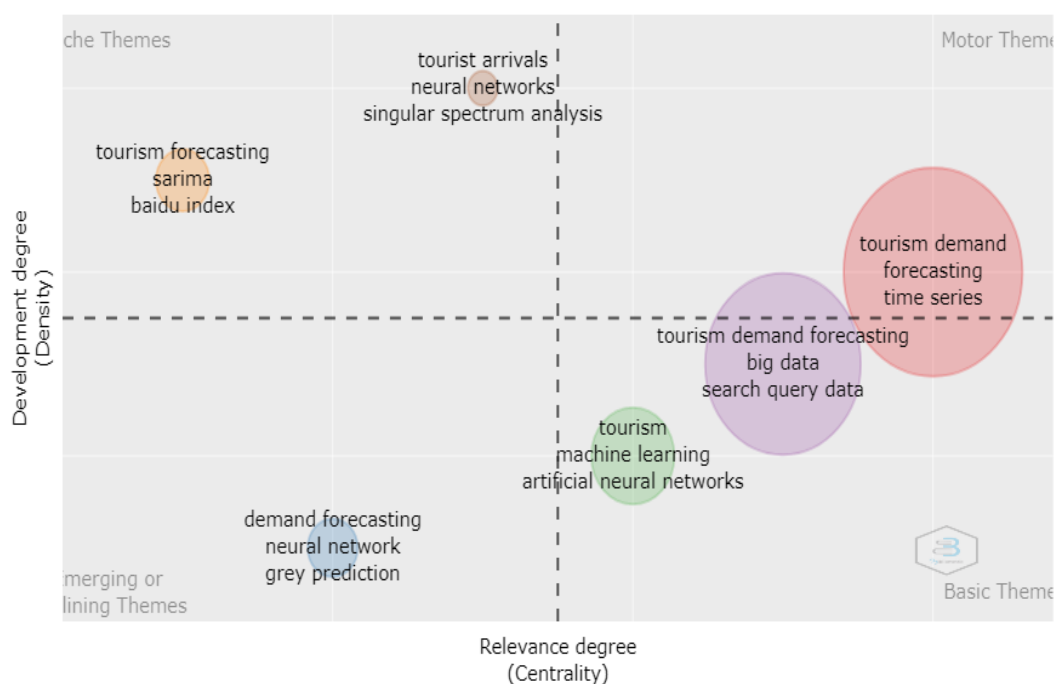 che Themes
Motor Theme
tourist arrivals
neural networks
singular spectrum analysis
tourism forecasting
sarima
baidu index
tourism demand
forecasting
time series
tourism demand forecasting
big data
search query data
tourism
machine learning
artificial neural networks
demand forecasting
neural network
grey prediction
Emerging or
lining Themes
Basic Theme
Development degree
(Density)
Relevance degree
(Centrality)